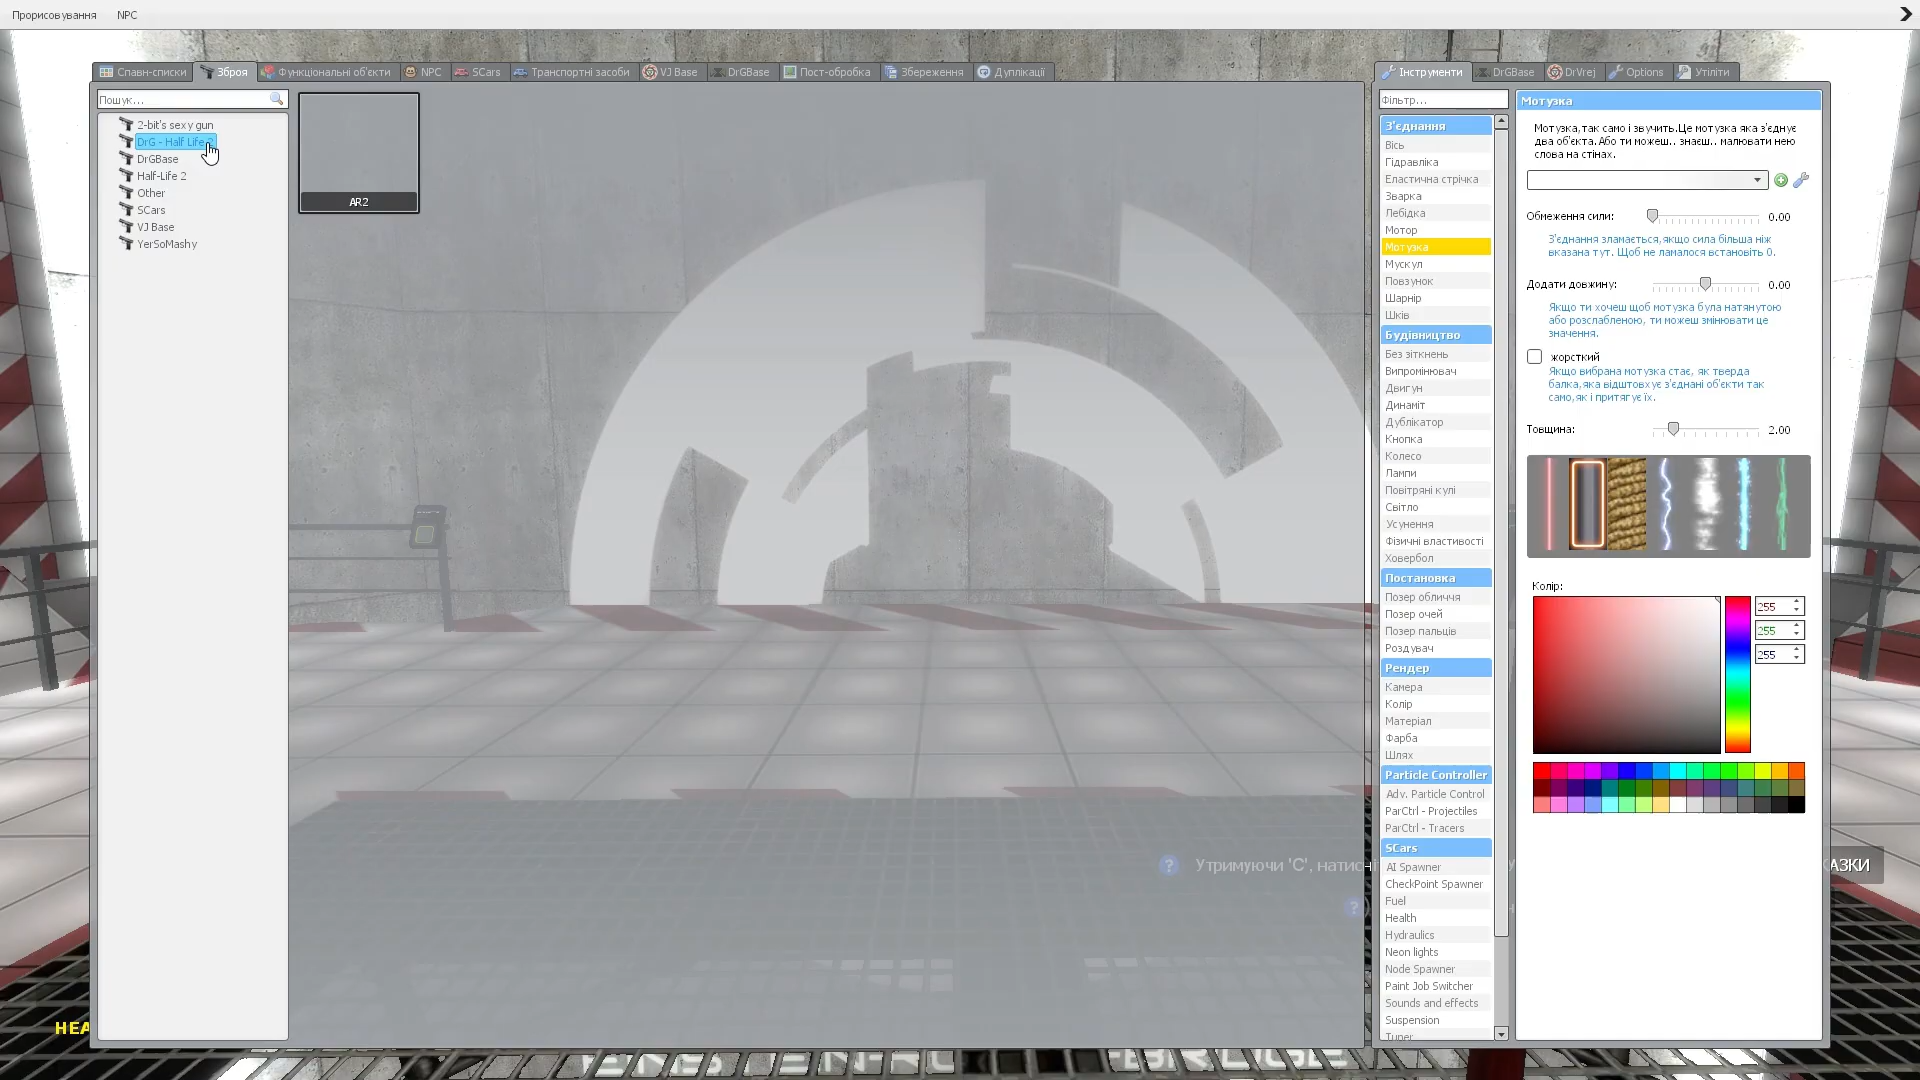 Прорисовування
NPC
Спавн-списки
Зброя
Функціональні об'єкти
NPC
SCars
Транспортні засоби
VJ Base
DrGBase
Пост-обробка
Збереження
Дуплікації
Інструменти
DrGBase
DrVrej
Options
Утіліти
Пошук...
2-bit's sexy gun
DrG - Half Life 2
DrGBase
Half-Life 2
Other
SCars
VJ Base
YerSoMashy
AR2
Фільтр...
З'єднання
Вісь
Гідравліка
Еластична стрічка
Зварка
Лебідка
Мотор
Мотузка
Мускул
Повзунок
Шарнір
Шків
Будівництво
Без зіткнень
Випромінювач
Двигун
Динаміт
Дублікатор
Кнопка
Колесо
Лампи
Повітряні кулі
Світло
Усунення
Фізичні властивості
Ховербол
Постановка
Позер обличчя
Позер очей
Позер пальців
Роздувач
Рендер
Камера
Колір
Матеріал
Фарба
Шлях
Particle Controller
Adv. Particle Control
ParCtrl - Projectiles
ParCtrl - Tracers
SCars
AI Spawner
CheckPoint Spawner
Fuel
Health
Hydraulics
Neon lights
Node Spawner
Paint Job Switcher
Sounds and effects
Suspension
Tuner
Мотузка
Мотузка,так само і звучить.Це мотузка яка з'єднує
два об'єкта. Або ти можеш.. знаєш.. малювати нею
слова на стінах.
Обмеження сили:
0.00
З'єднання зламається,якщо сила більша ніж
вказана тут. Щоб не ламалося встановіть 0.
Додати довжину:
0.00
Якщо ти хочеш щоб мотузка була натянутою
або розслабленою, ти можеш змінювати це
значення.
жорсткий
Якщо вибрана мотузка стає, як тверда
балка,яка відштовхує з'єднані об'єкти так
само,як і притягує їх.
Товщина:
2.00
Колір:
255
255
255
Утримуючи 'C', натисніт
АЗКИ
HEA